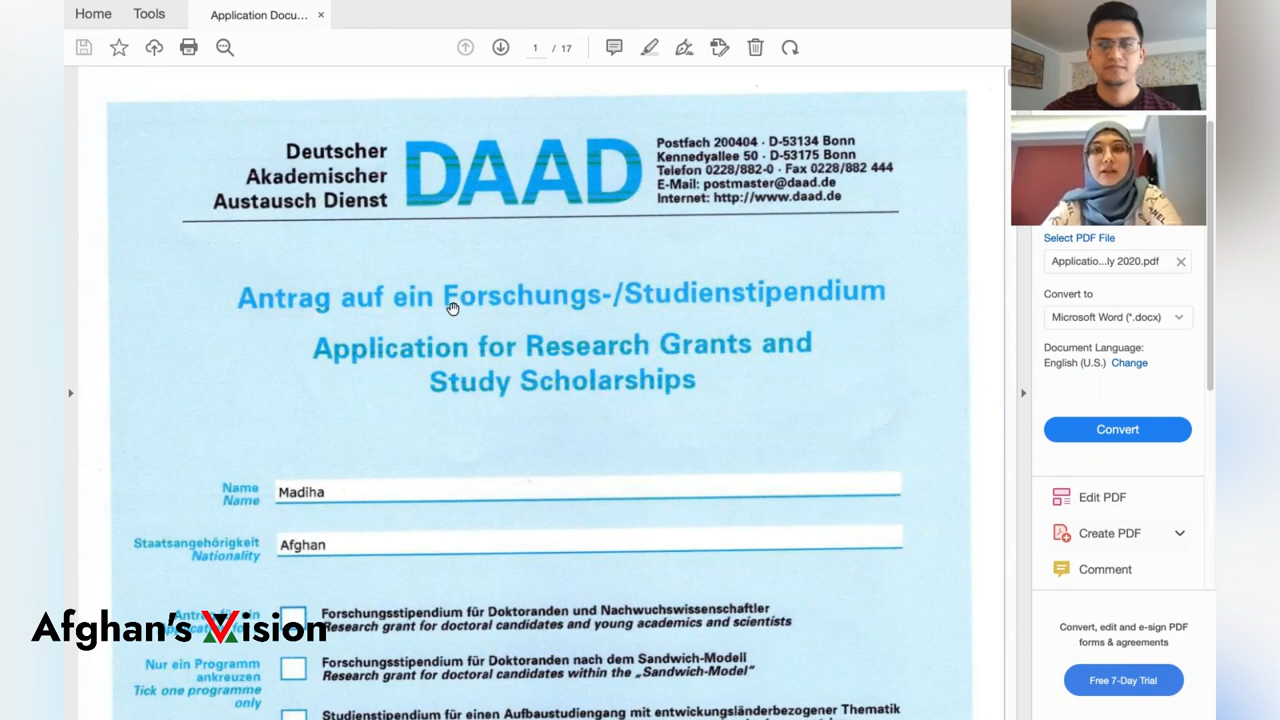 Home
Tools
Application Docu...
1 / 17
Deutscher
Akademischer
Austausch Dienst
DAAD
Postfach 200404 · D-53134 Bonn
Kennedyallee 50 · D-53175 Bonn
Telefon 0228/882-0 · Fax 0228/882 444
E-Mail: postmaster@daad.de
Internet: http://www.daad.de
Antrag auf ein Forschungs-/Studienstipendium
Application for Research Grants and
Study Scholarships
Name
Name
Madiha
Staatsangehörigkeit
Nationality
Afghan
Forschungsstipendium für Doktoranden und Nachwuchswissenschaftler
Research grant for doctoral candidates and young academics and scientists
Nur ein Programm
ankreuzen
Tick one programme
only
Forschungsstipendium für Doktoranden nach dem Sandwich-Modell
Research grant for doctoral candidates within the „Sandwich-Model"
Studienstipendium für einen Aufbaustudiengang mit entwicklungsländerbezogener Thematik
Afghan's Vision
Select PDF File
Applicatio...ly 2020.pdf
Convert to
Microsoft Word (*.docx)
Document Language:
English (U.S.) Change
Convert
Edit PDF
Create PDF
Comment
Convert, edit and e-sign PDF
forms & agreements
Free 7-Day Trial